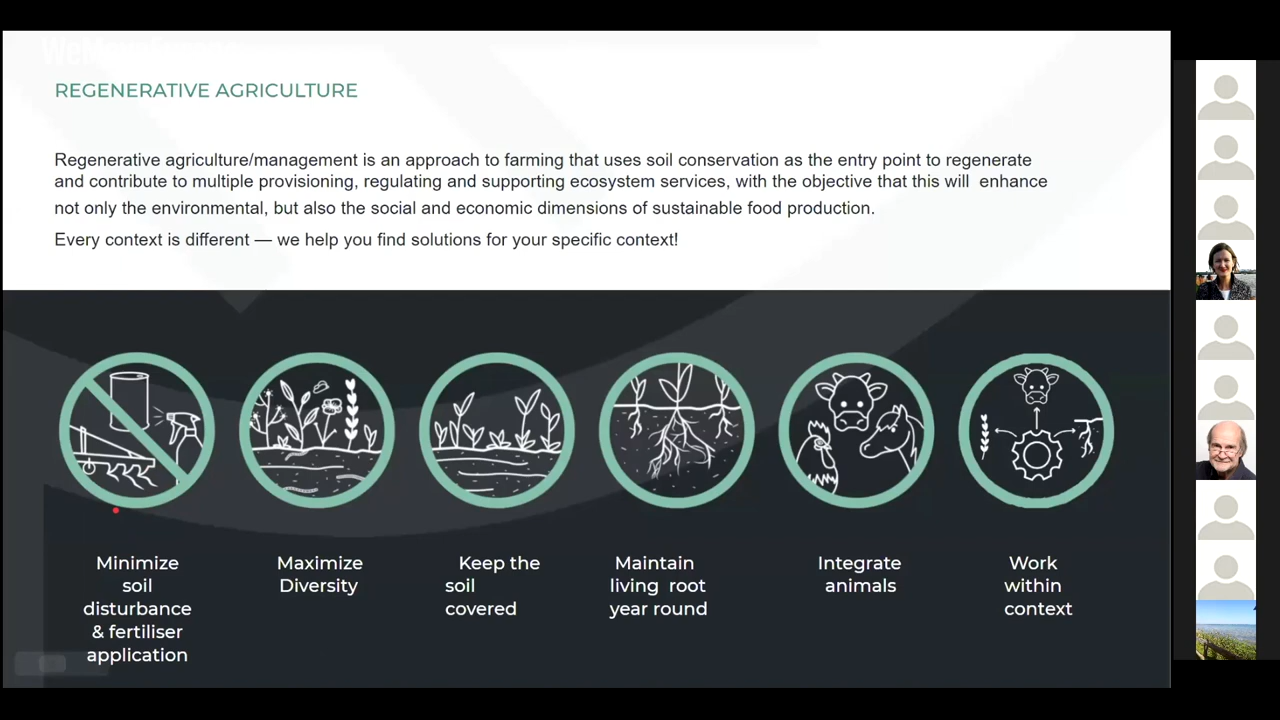 REGENERATIVE AGRICULTURE
Regenerative agriculture/management is an approach to farming that uses soil conservation as the entry point to regenerate
and contribute to multiple provisioning, regulating and supporting ecosystem services, with the objective that this will enhance
not only the environmental, but also the social and economic dimensions of sustainable food production.
Every context is different — we help you find solutions for your specific context!
Minimize
soil
disturbance
& fertiliser
application
Maximize
Diversity
Keep the
soil
covered
Maintain
living root
year round
Integrate
animals
Work
within
context